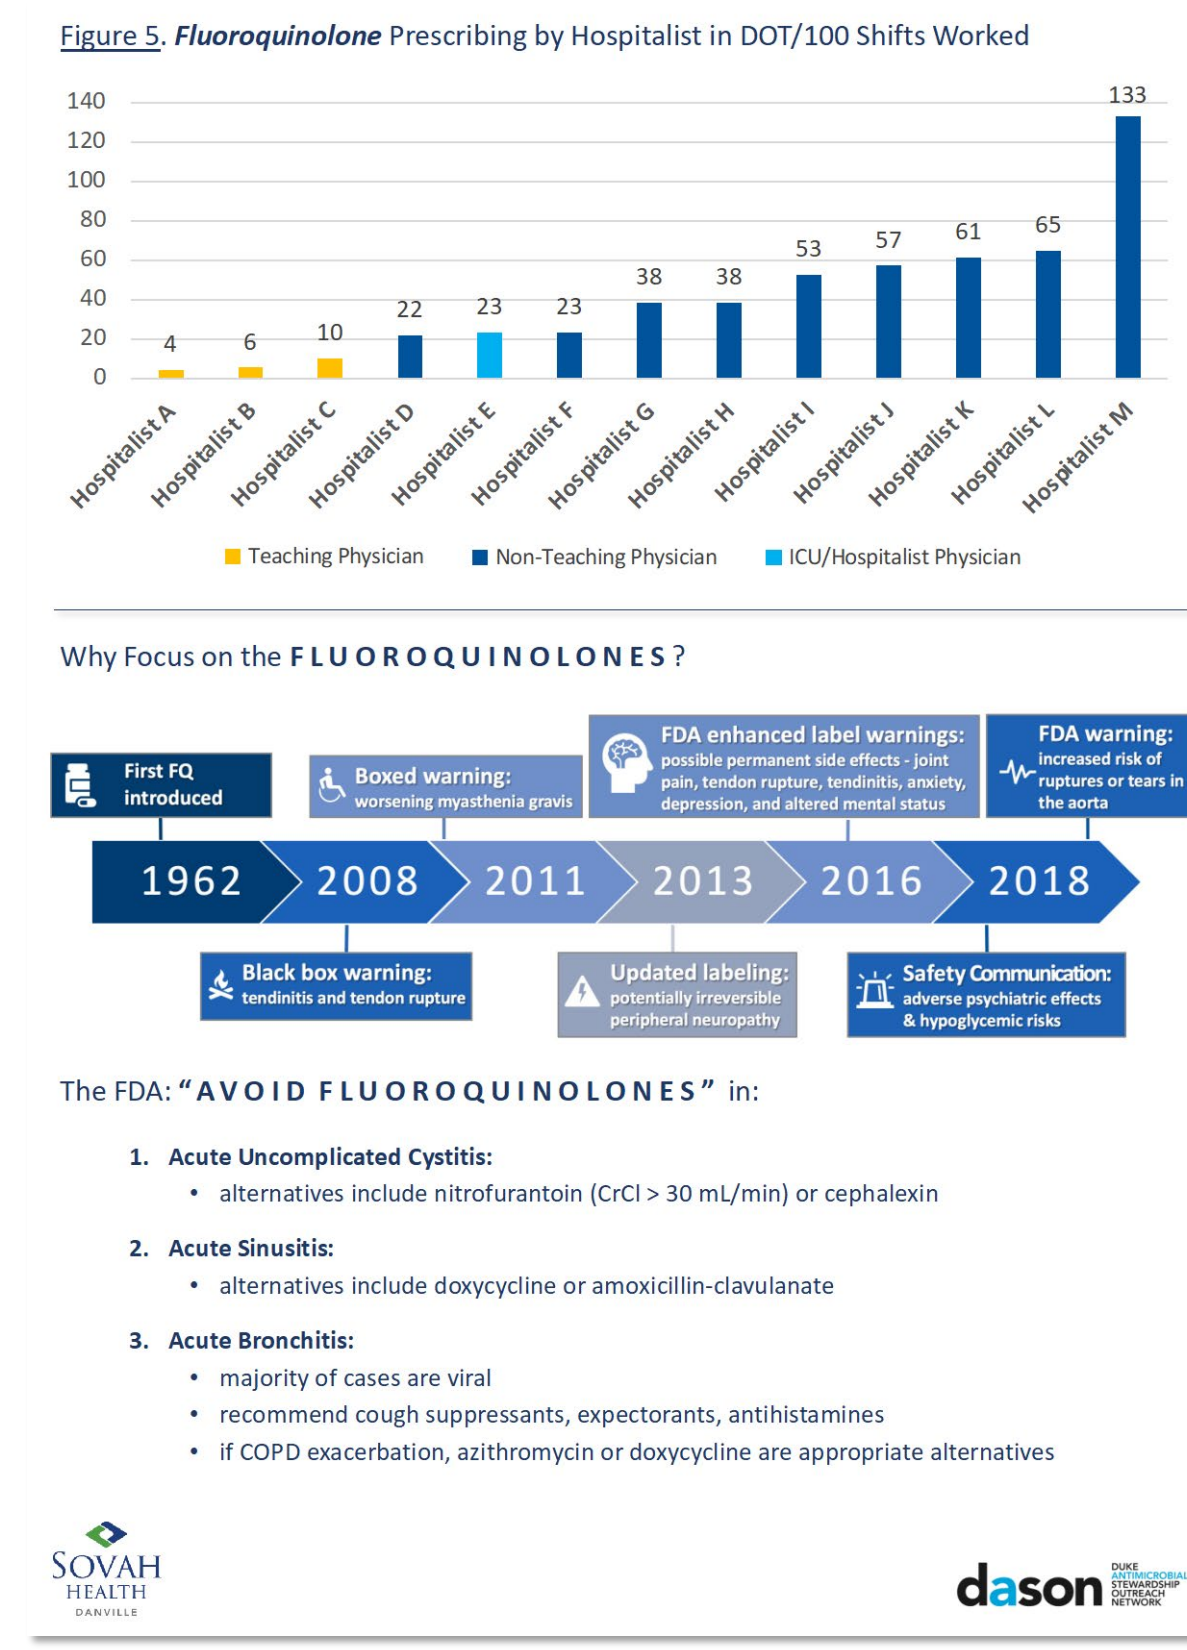 Figure 5. Fluoroquinolone Prescribing by Hospitalist in DOT/100 Shifts Worked
140
120
100
80
60
40
20
0
4
6
10
22
23
23
38
38
53
57
61
65
133
Hospitalist A
Hospitalist B
Hospitalist C
Hospitalist D
Hospitalist E
Hospitalist F
Hospitalist G
Hospitalist H
Hospitalist I
Hospitalist J
Hospitalist K
Hospitalist L
Hospitalist M
Teaching Physician
Non-Teaching Physician
ICU/Hospitalist Physician
Why Focus on the FLUOROQUINOLONES?
First FQ
introduced
Boxed warning:
worsening myasthenia gravis
FDA enhanced label warnings:
possible permanent side effects - joint
pain, tendon rupture, tendinitis, anxiety,
depression, and altered mental status
FDA warning:
increased risk of
ruptures or tears in
the aorta
1962
2008
2011
2013
2016
2018
Black box warning:
tendinitis and tendon rupture
Updated labeling:
potentially irreversible
peripheral neuropathy
Safety Communication:
adverse psychiatric effects
& hypoglycemic risks
The FDA: “AVOID FLUOROQUINOLONES” in:
1. Acute Uncomplicated Cystitis:
• alternatives include nitrofurantoin (CrCl > 30 mL/min) or cephalexin
2. Acute Sinusitis:
• alternatives include doxycycline or amoxicillin-clavulanate
3. Acute Bronchitis:
• majority of cases are viral
• recommend cough suppressants, expectorants, antihistamines
• if COPD exacerbation, azithromycin or doxycycline are appropriate alternatives
SOVAH
HEALTH
DANVILLE
dason
DUKE
ANTIMICROBIAL
STEWARDSHIP
OUTREACH
NETWORK